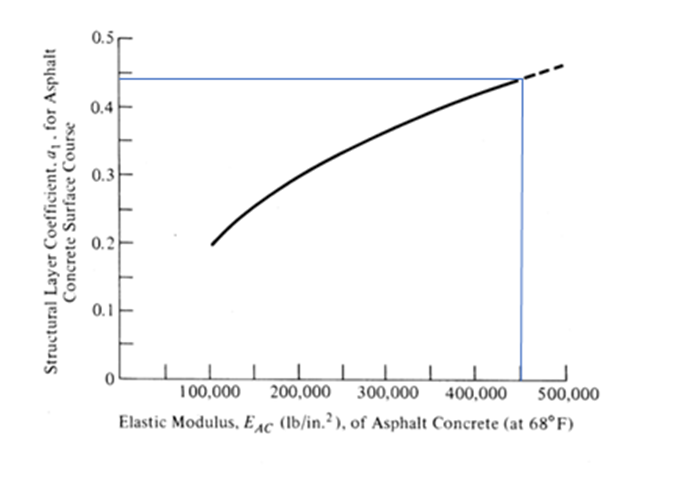 Structural Layer Coefficient, a₁, for Asphalt
Concrete Surface Course
0.5
0.4
0.3
0.2
0.1
0
100,000 200,000 300,000 400,000 500,000
Elastic Modulus, E_AC (lb/in.²), of Asphalt Concrete (at 68°F)